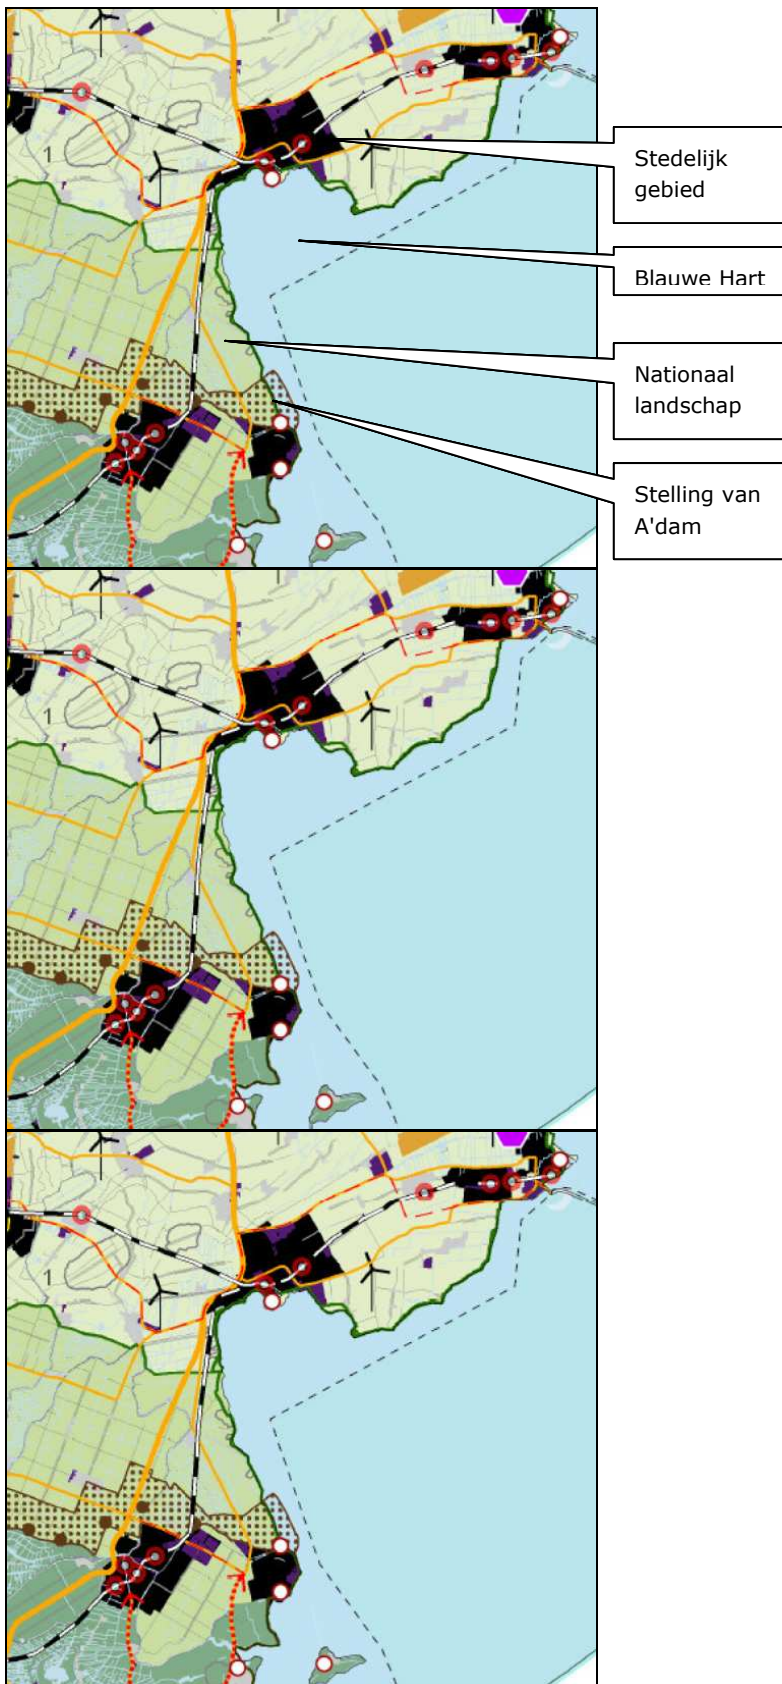 Stedelijk
gebied
Blauwe Hart
Nationaal
landschap
Stelling van
A'dam
1
1
1